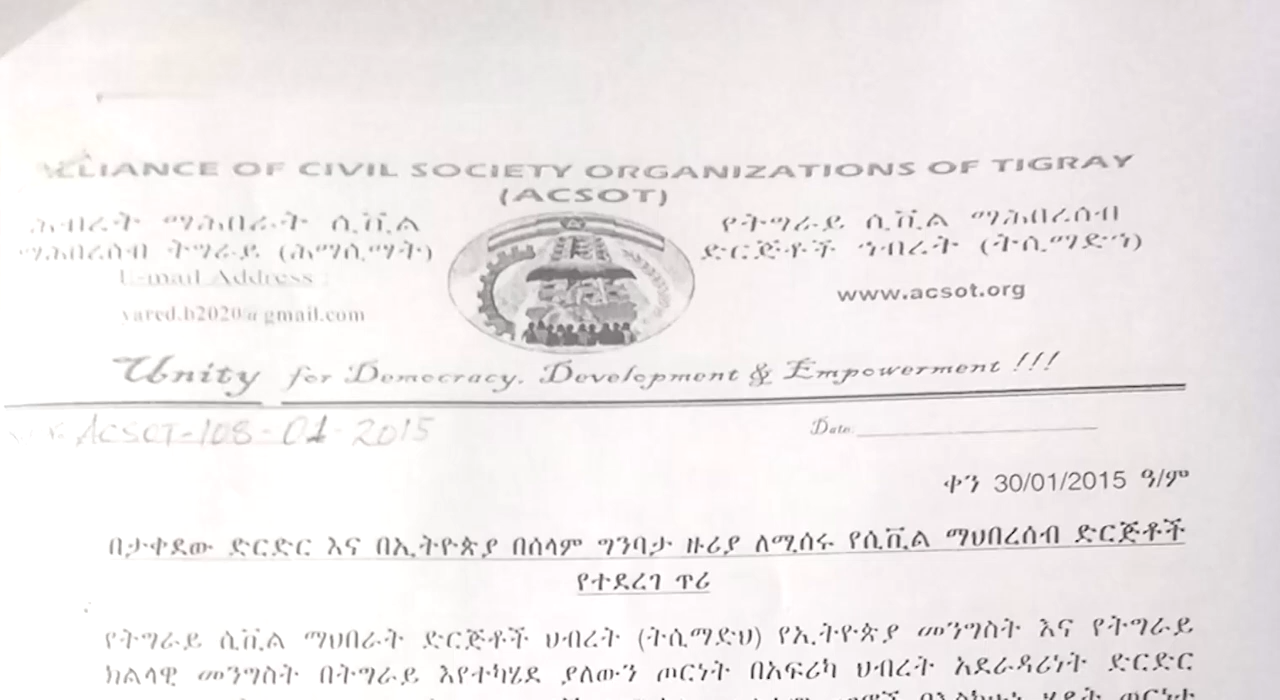 ALLIANCE OF CIVIL SOCIETY ORGANIZATIONS OF TIGRAY
(ACSOT)
ሕብረት ማሕበራት ሲቪል
ማሕበረሰብ ትግራይ (ሕማሲማት)
E-mail Address :
yared.b2020@gmail.com
የትግራይ ሲቪል ማሕበረሰብ
ድርጅቶች ኅብረት (ትሲማድኅ)
www.acsot.org
Unity for Democracy, Development & Empowerment !!!
ACSOT-108-01-2015
Date
ቀን 30/01/2015 ዓ/ም
በታቀደው ድርድር እና በኢትዮጵያ በሰላም ግንባታ ዙሪያ ለሚሰሩ የሲቪል ማህበረሰብ ድርጅቶች
የተደረገ ጥሪ
የትግራይ ሲቪል ማህበራት ድርጅቶች ህብረት (ትሲማድህ) የኢትዮጵያ መንግስት እና የትግራይ
ክልላዊ መንግስት በትግራይ እየተካሄደ ያለውን ጦርነት በአፍሪካ ህብረት አደራዳሪነት ድርድር